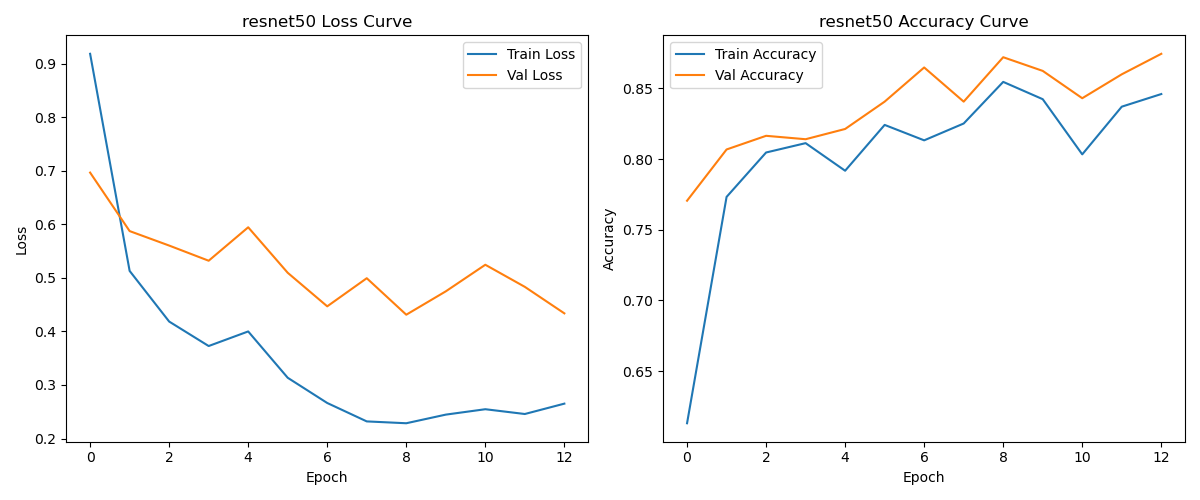 resnet50 Loss Curve
Train Loss
Val Loss
0.9
0.8
0.7
0.6
0.5
0.4
0.3
0.2
Loss
0 2 4 6 8 10 12
Epoch
resnet50 Accuracy Curve
Train Accuracy
Val Accuracy
0.85
0.80
0.75
0.70
0.65
Accuracy
0 2 4 6 8 10 12
Epoch